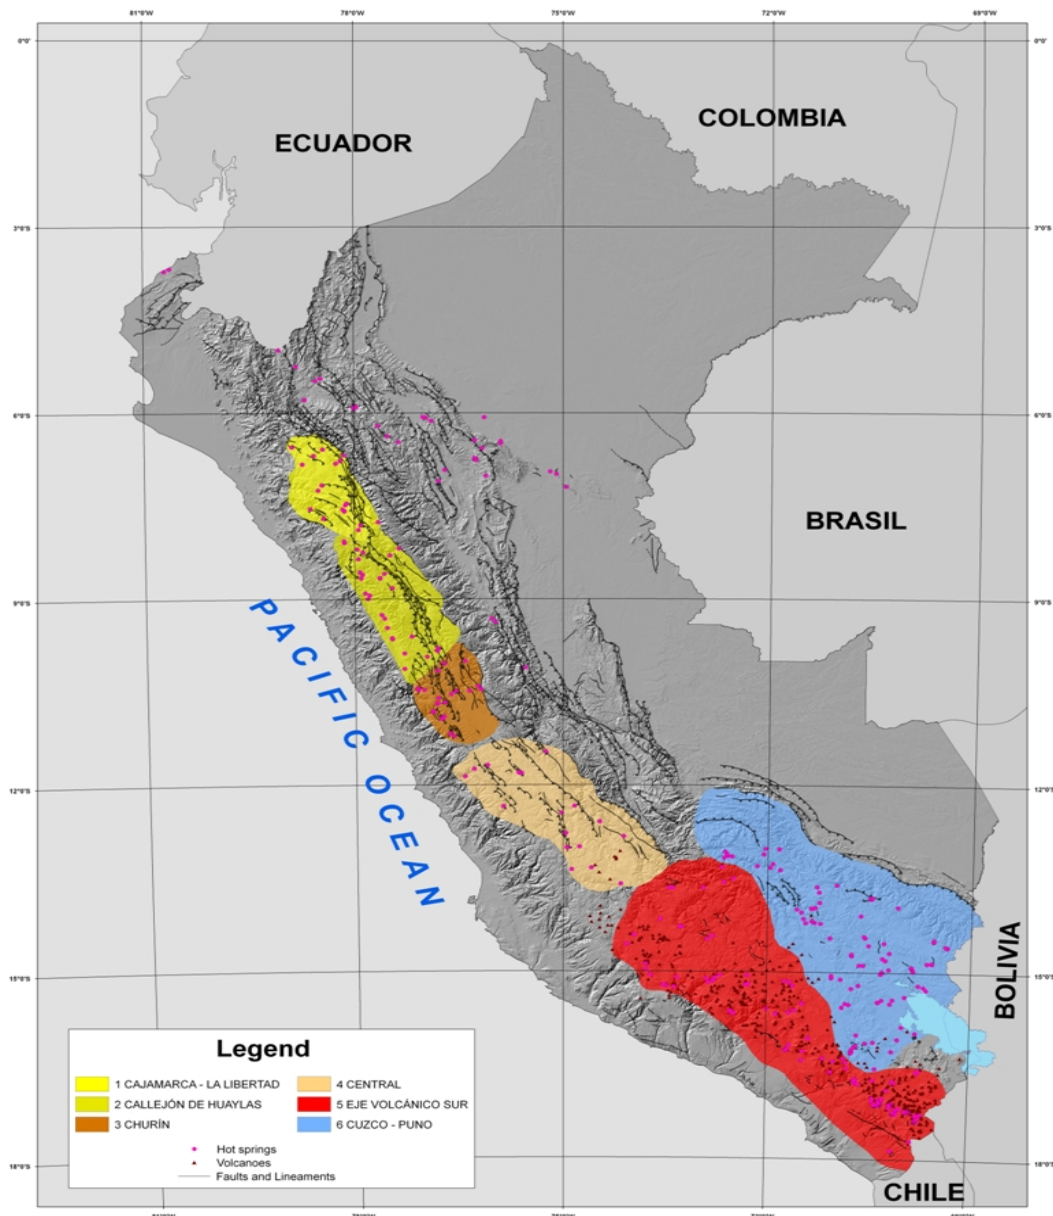 81°0'W 78°0'W 75°0'W 72°0'W 69°0'W
0°0' 0°0'
COLOMBIA
ECUADOR
3°0'S 3°0'S
6°0'S 6°0'S
BRASIL
9°0'S 9°0'S
PACIFIC OCEAN
12°0'S 12°0'S
BOLIVIA
15°0'S 15°0'S
Legend
1 CAJAMARCA - LA LIBERTAD 4 CENTRAL
2 CALLEJÓN DE HUAYLAS 5 EJE VOLCÁNICO SUR
3 CHURÍN 6 CUZCO - PUNO
Hot springs
Volcanoes
Faults and Lineaments
18°0'S 18°0'S
CHILE